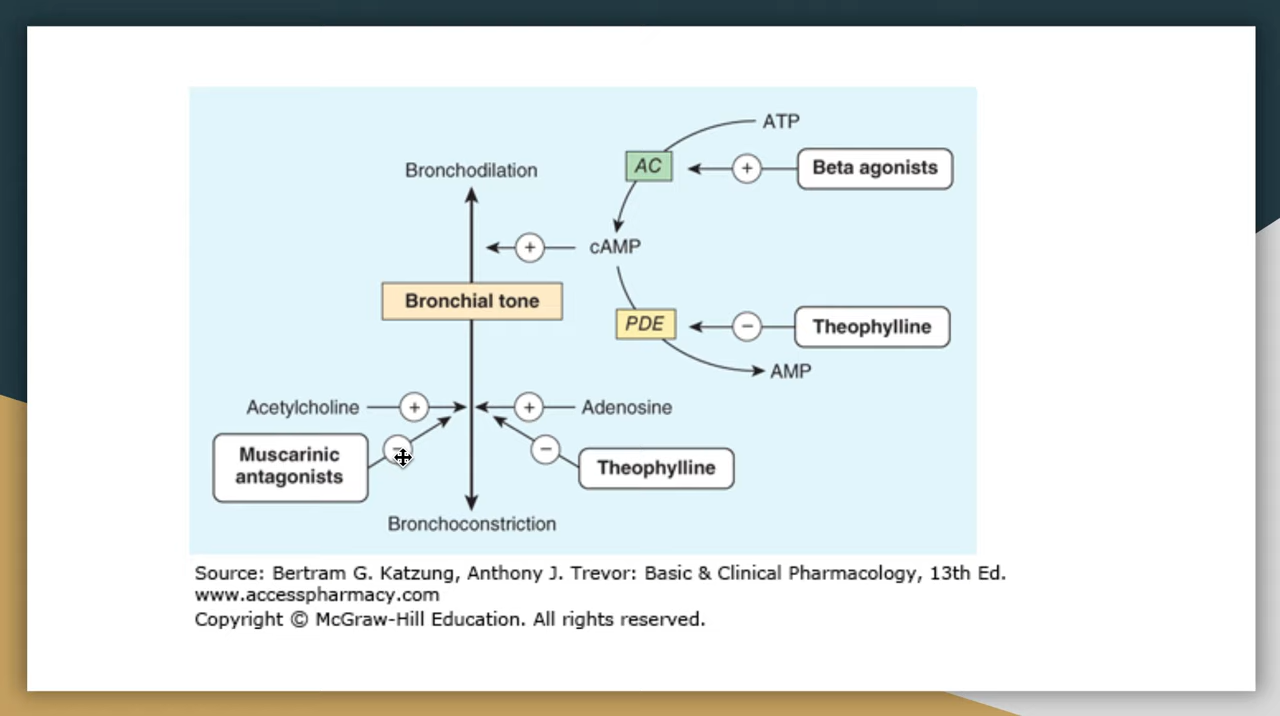 ATP
AC
+
Beta agonists
Bronchodilation
+
cAMP
Bronchial tone
PDE
−
Theophylline
AMP
Acetylcholine
+
+
Adenosine
Muscarinic
antagonists
−
−
Theophylline
Bronchoconstriction
Source: Bertram G. Katzung, Anthony J. Trevor: Basic & Clinical Pharmacology, 13th Ed.
www.accesspharmacy.com
Copyright © McGraw-Hill Education. All rights reserved.